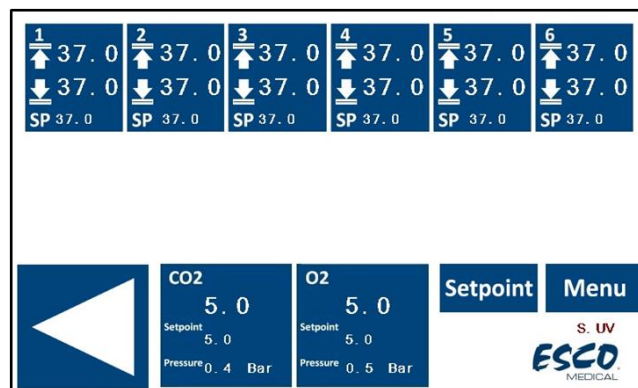 1 2 3 4 5 6
37.0 37.0 37.0 37.0 37.0 37.0
37.0 37.0 37.0 37.0 37.0 37.0
SP 37.0 SP 37.0 SP 37.0 SP 37.0 SP 37.0 SP 37.0
CO2
5.0
Setpoint
5.0
Pressure 0.4 Bar
O2
5.0
Setpoint
5.0
Pressure 0.5 Bar
Setpoint
Menu
S. UV
ESCO
MEDICAL